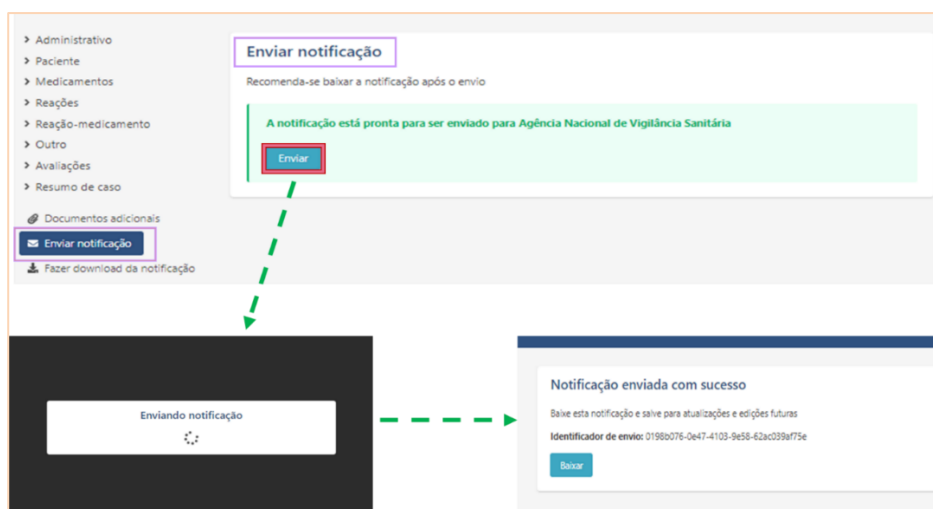 Administrativo
Paciente
Medicamentos
Reações
Reação-medicamento
Outro
Avaliações
Resumo de caso
Documentos adicionais
Enviar notificação
Fazer download da notificação
Enviar notificação
Recomenda-se baixar a notificação após o envio
A notificação está pronta para ser enviado para Agência Nacional de Vigilância Sanitária
Enviar
Enviando notificação
Notificação enviada com sucesso
Baixe esta notificação e salve para atualizações e edições futuras
Identificador de envio: 0198b076-0e47-4103-9e58-62ac039af75e
Baixar